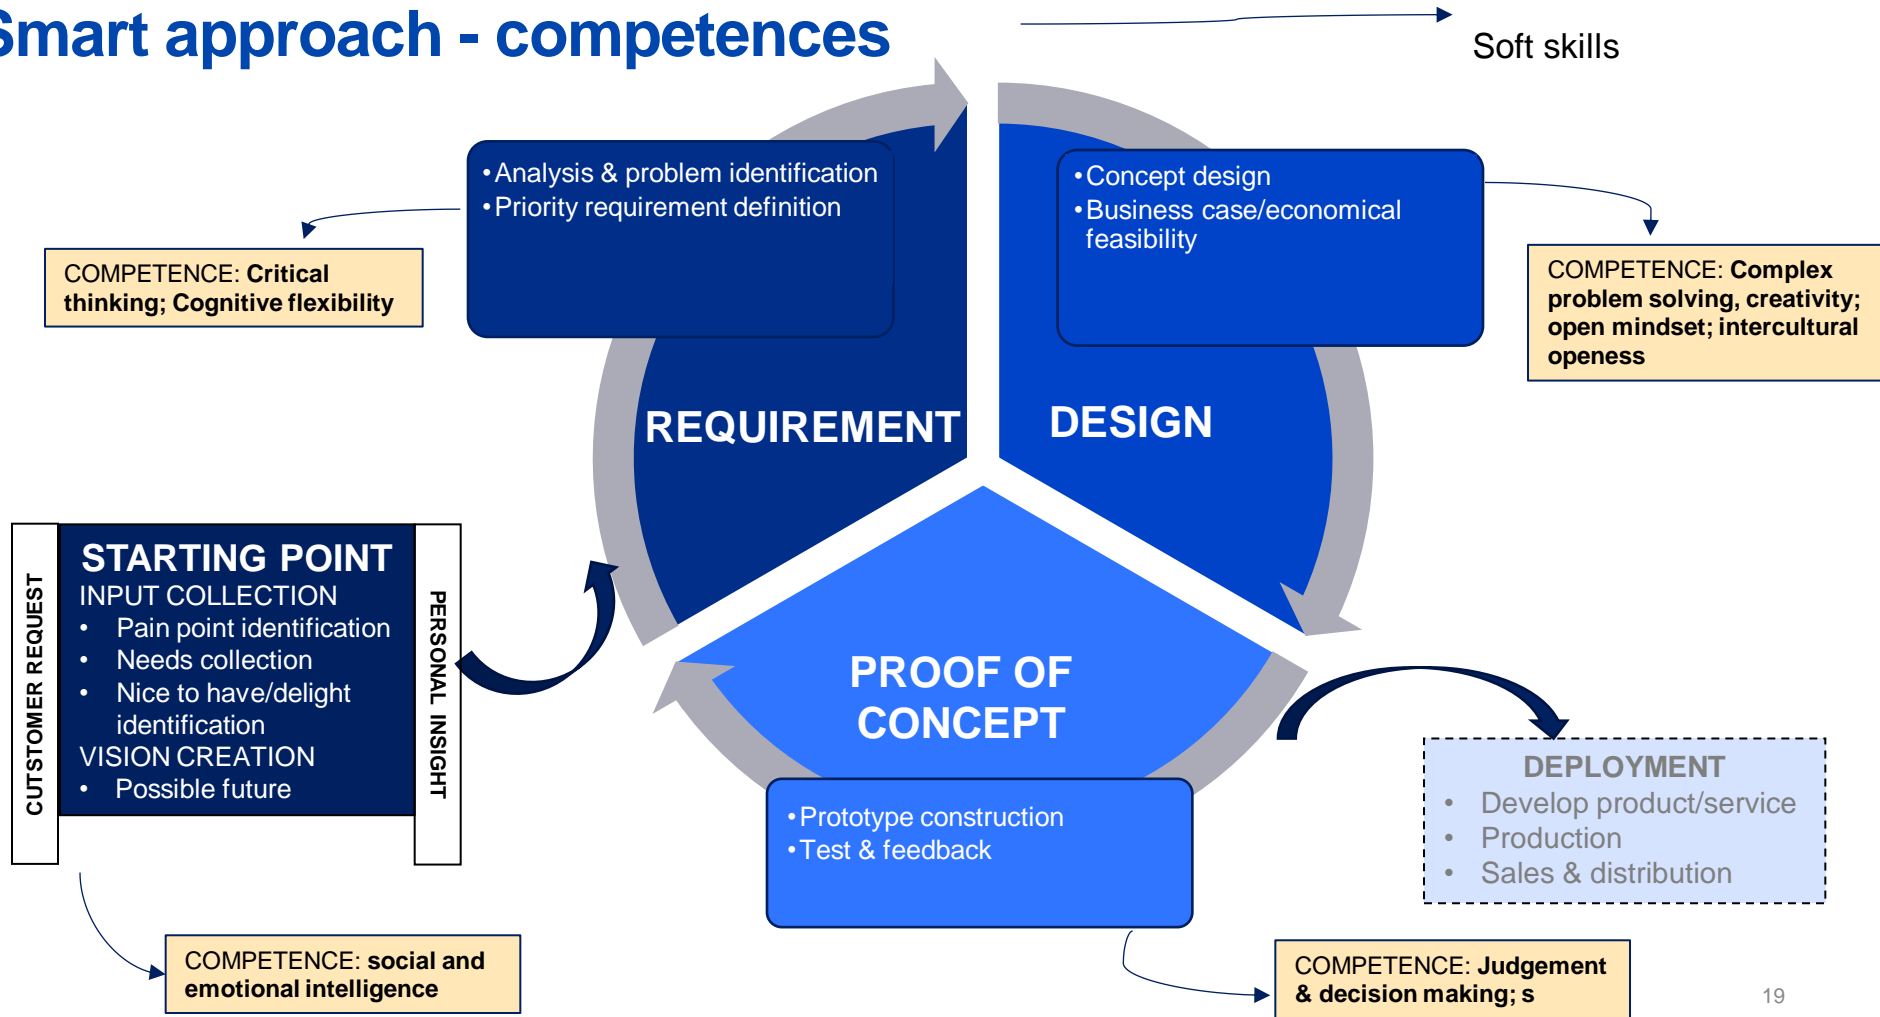 Smart approach - competences
Soft skills
• Analysis & problem identification
• Priority requirement definition
• Concept design
• Business case/economical
feasibility
COMPETENCE: Critical
thinking; Cognitive flexibility
COMPETENCE: Complex
problem solving, creativity;
open mindset; intercultural
openess
REQUIREMENT
DESIGN
CUTSTOMER REQUEST
STARTING POINT
INPUT COLLECTION
• Pain point identification
• Needs collection
• Nice to have/delight
identification
VISION CREATION
• Possible future
PERSONAL INSIGHT
PROOF OF
CONCEPT
• Prototype construction
• Test & feedback
DEPLOYMENT
• Develop product/service
• Production
• Sales & distribution
COMPETENCE: social and
emotional intelligence
COMPETENCE: Judgement
& decision making; s
19